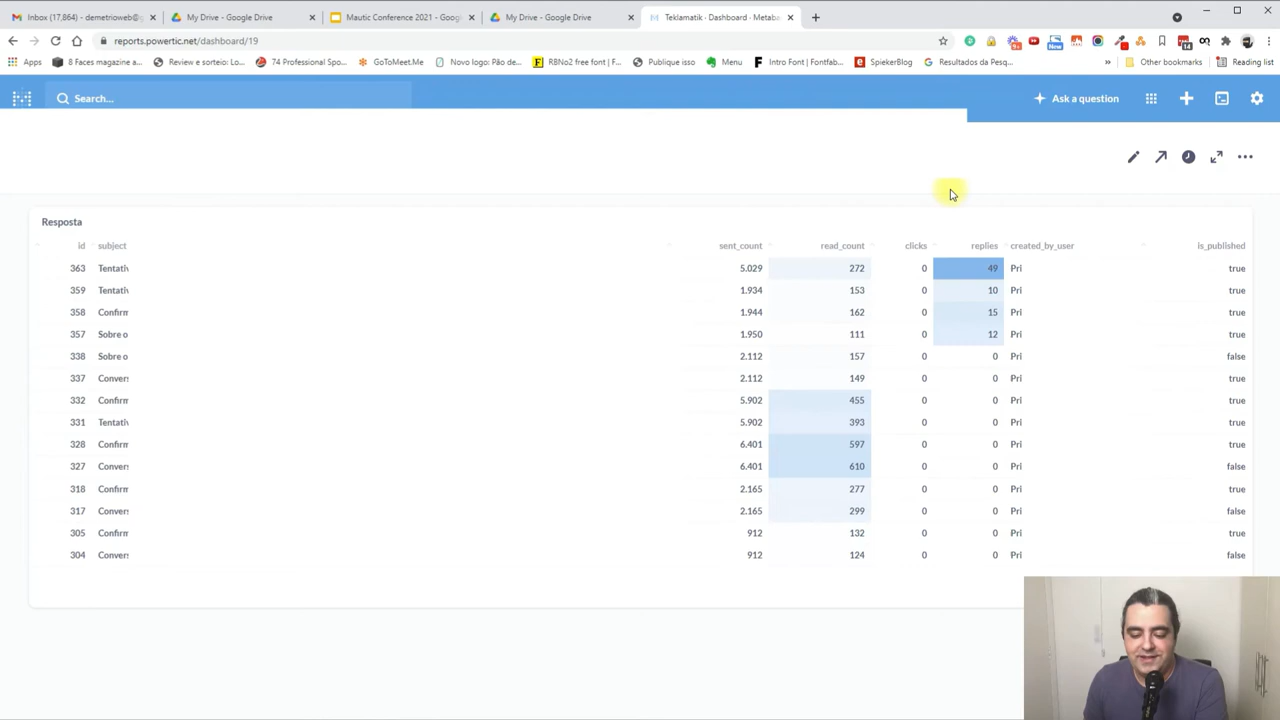 Inbox (17,864) - demetrioweb@g
My Drive - Google Drive
Mautic Conference 2021 - Google
My Drive - Google Drive
Teklamatik · Dashboard · Metaba
reports.powertic.net/dashboard/19
Apps
8 Faces magazine a...
Review e sorteio: Lo...
74 Professional Spo...
GoToMeet.Me
Novo logo: Pão de...
RBNo2 free font | F...
Publique isso
Menu
Intro Font | Fontfab...
SpiekerBlog
Resultados da Pesq...
Other bookmarks
Reading list
Search...
Ask a question
Resposta
id subject sent_count read_count clicks replies created_by_user is_published
363 Tentativ 5.029 272 0 49 Pri true
359 Tentativ 1.934 153 0 10 Pri true
358 Confirm 1.944 162 0 15 Pri true
357 Sobre o 1.950 111 0 12 Pri true
338 Sobre o 2.112 157 0 0 Pri false
337 Convers 2.112 149 0 0 Pri true
332 Confirm 5.902 455 0 0 Pri true
331 Tentativ 5.902 393 0 0 Pri true
328 Confirm 6.401 597 0 0 Pri true
327 Convers 6.401 610 0 0 Pri false
318 Confirm 2.165 277 0 0 Pri true
317 Convers 2.165 299 0 0 Pri false
305 Confirm 912 132 0 0 Pri true
304 Convers 912 124 0 0 Pri false